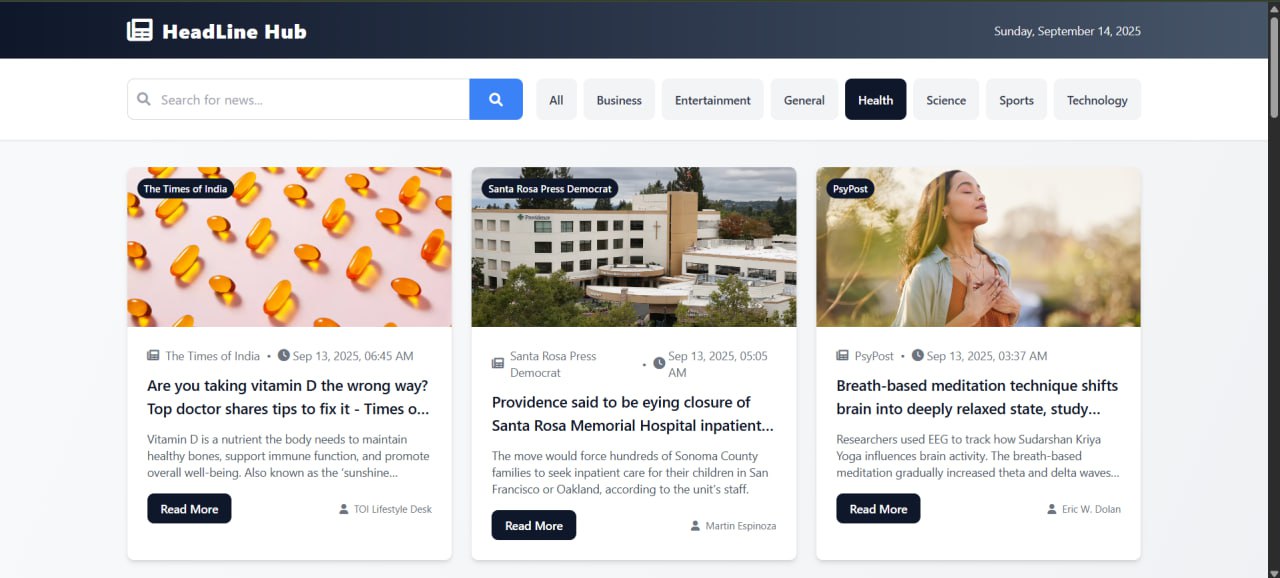 HeadLine Hub
Sunday, September 14, 2025
Search for news...
All
Business
Entertainment
General
Health
Science
Sports
Technology
The Times of India
The Times of India • Sep 13, 2025, 06:45 AM
Are you taking vitamin D the wrong way?
Top doctor shares tips to fix it - Times o...
Vitamin D is a nutrient the body needs to maintain
healthy bones, support immune function, and promote
overall well-being. Also known as the ‘sunshine...
Read More
TOI Lifestyle Desk
Santa Rosa Press Democrat
Providence
Santa Rosa Press
Democrat
• Sep 13, 2025, 05:05
AM
Providence said to be eying closure of
Santa Rosa Memorial Hospital inpatient...
The move would force hundreds of Sonoma County
families to seek inpatient care for their children in San
Francisco or Oakland, according to the unit's staff.
Read More
Martin Espinoza
PsyPost
PsyPost • Sep 13, 2025, 03:37 AM
Breath-based meditation technique shifts
brain into deeply relaxed state, study...
Researchers used EEG to track how Sudarshan Kriya
Yoga influences brain activity. The breath-based
meditation gradually increased theta and delta waves...
Read More
Eric W. Dolan